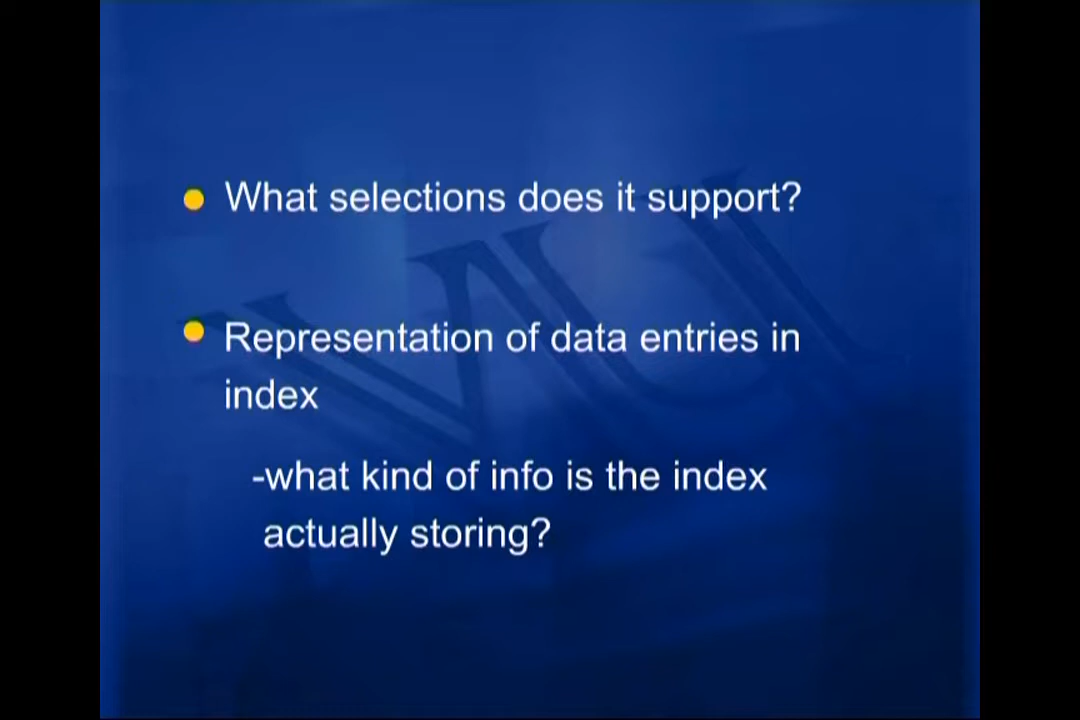 What selections does it support?
Representation of data entries in
index
-what kind of info is the index
actually storing?
VU